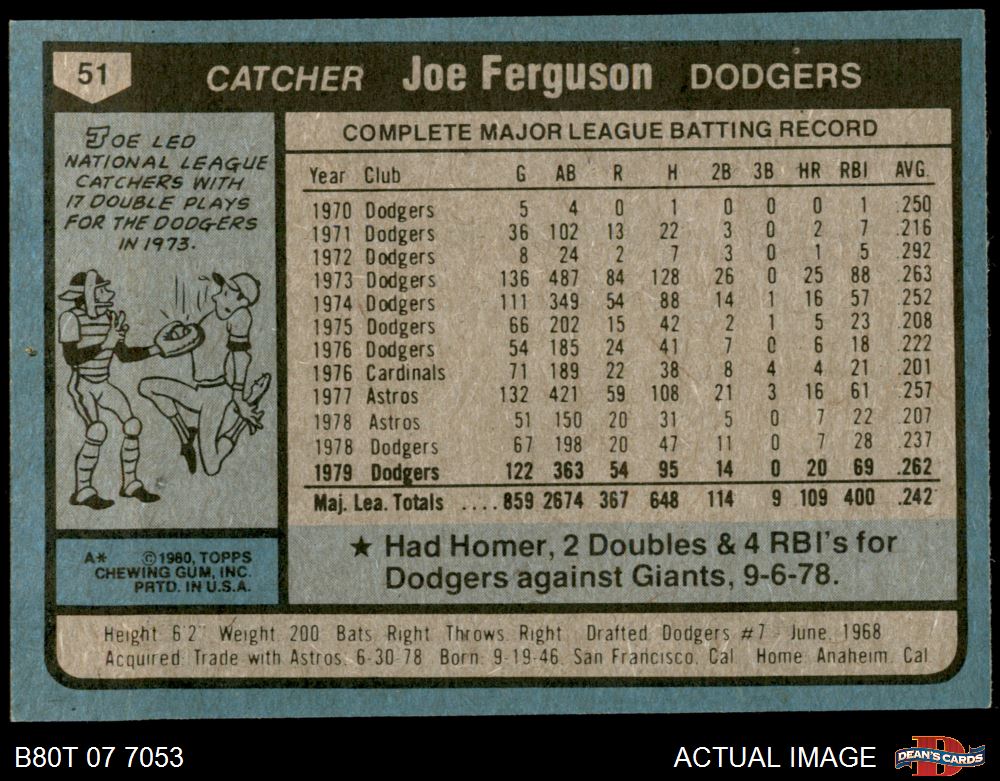 51 CATCHER Joe Ferguson DODGERS
JOE LED
NATIONAL LEAGUE
CATCHERS WITH
17 DOUBLE PLAYS
FOR THE DODGERS
IN 1973.
COMPLETE MAJOR LEAGUE BATTING RECORD
Year Club G AB R H 2B 3B HR RBI AVG.
1970 Dodgers 5 4 0 1 0 0 0 1 .250
1971 Dodgers 36 102 13 22 3 0 2 7 .216
1972 Dodgers 8 24 2 7 3 0 1 5 .292
1973 Dodgers 136 487 84 128 26 0 25 88 .263
1974 Dodgers 111 349 54 88 14 1 16 57 .252
1975 Dodgers 66 202 15 42 2 1 5 23 .208
1976 Dodgers 54 185 24 41 7 0 6 18 .222
1976 Cardinals 71 189 22 38 8 4 4 21 .201
1977 Astros 132 421 59 108 21 3 16 61 .257
1978 Astros 51 150 20 31 5 0 7 22 .207
1978 Dodgers 67 198 20 47 11 0 7 28 .237
1979 Dodgers 122 363 54 95 14 0 20 69 .262
Maj. Lea. Totals ....859 2674 367 648 114 9 109 400 .242
★ Had Homer, 2 Doubles & 4 RBI's for
Dodgers against Giants, 9-6-78.
A* ©1980, TOPPS
CHEWING GUM, INC.
PRTD. IN U.S.A.
Height 6'2" Weight 200 Bats Right Throws Right Drafted Dodgers #7 - June, 1968
Acquired Trade with Astros, 6-30-78 Born 9-19-46, San Francisco, Cal Home Anaheim, Cal
B80T 07 7053 ACTUAL IMAGE DEAN'S CARDS